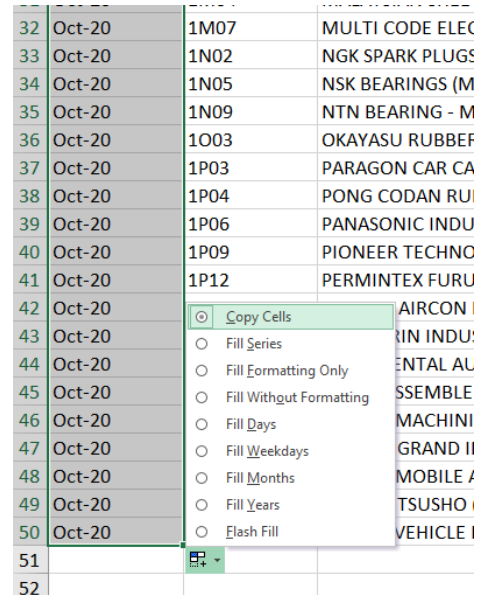 32 Oct-20 1M07 MULTI CODE ELEC
33 Oct-20 1N02 NGK SPARK PLUGS
34 Oct-20 1N05 NSK BEARINGS (M
35 Oct-20 1N09 NTN BEARING - M
36 Oct-20 1O03 OKAYASU RUBBER
37 Oct-20 1P03 PARAGON CAR CA
38 Oct-20 1P04 PONG CODAN RU
39 Oct-20 1P06 PANASONIC INDU
40 Oct-20 1P09 PIONEER TECHNO
41 Oct-20 1P12 PERMINTEX FURU
42 Oct-20 Copy Cells AIRCON
43 Oct-20 Fill Series RIN INDUS
44 Oct-20 Fill Formatting Only ENTAL AU
45 Oct-20 Fill Without Formatting SSEMBLE
46 Oct-20 Fill Days MACHINI
47 Oct-20 Fill Weekdays GRAND
48 Oct-20 Fill Months MOBILE A
49 Oct-20 Fill Years TSUSHO (
50 Oct-20 Flash Fill VEHICLE
51
52